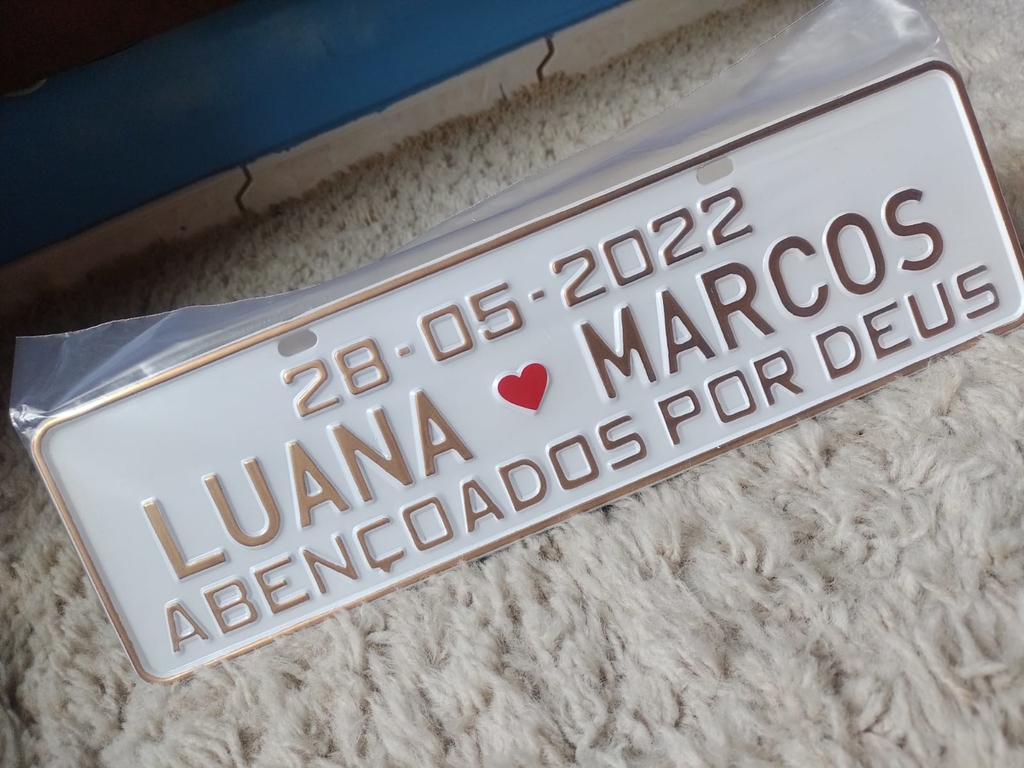 28-05-2022
LUANA ❤ MARCOS
ABENÇOADOS POR DEUS